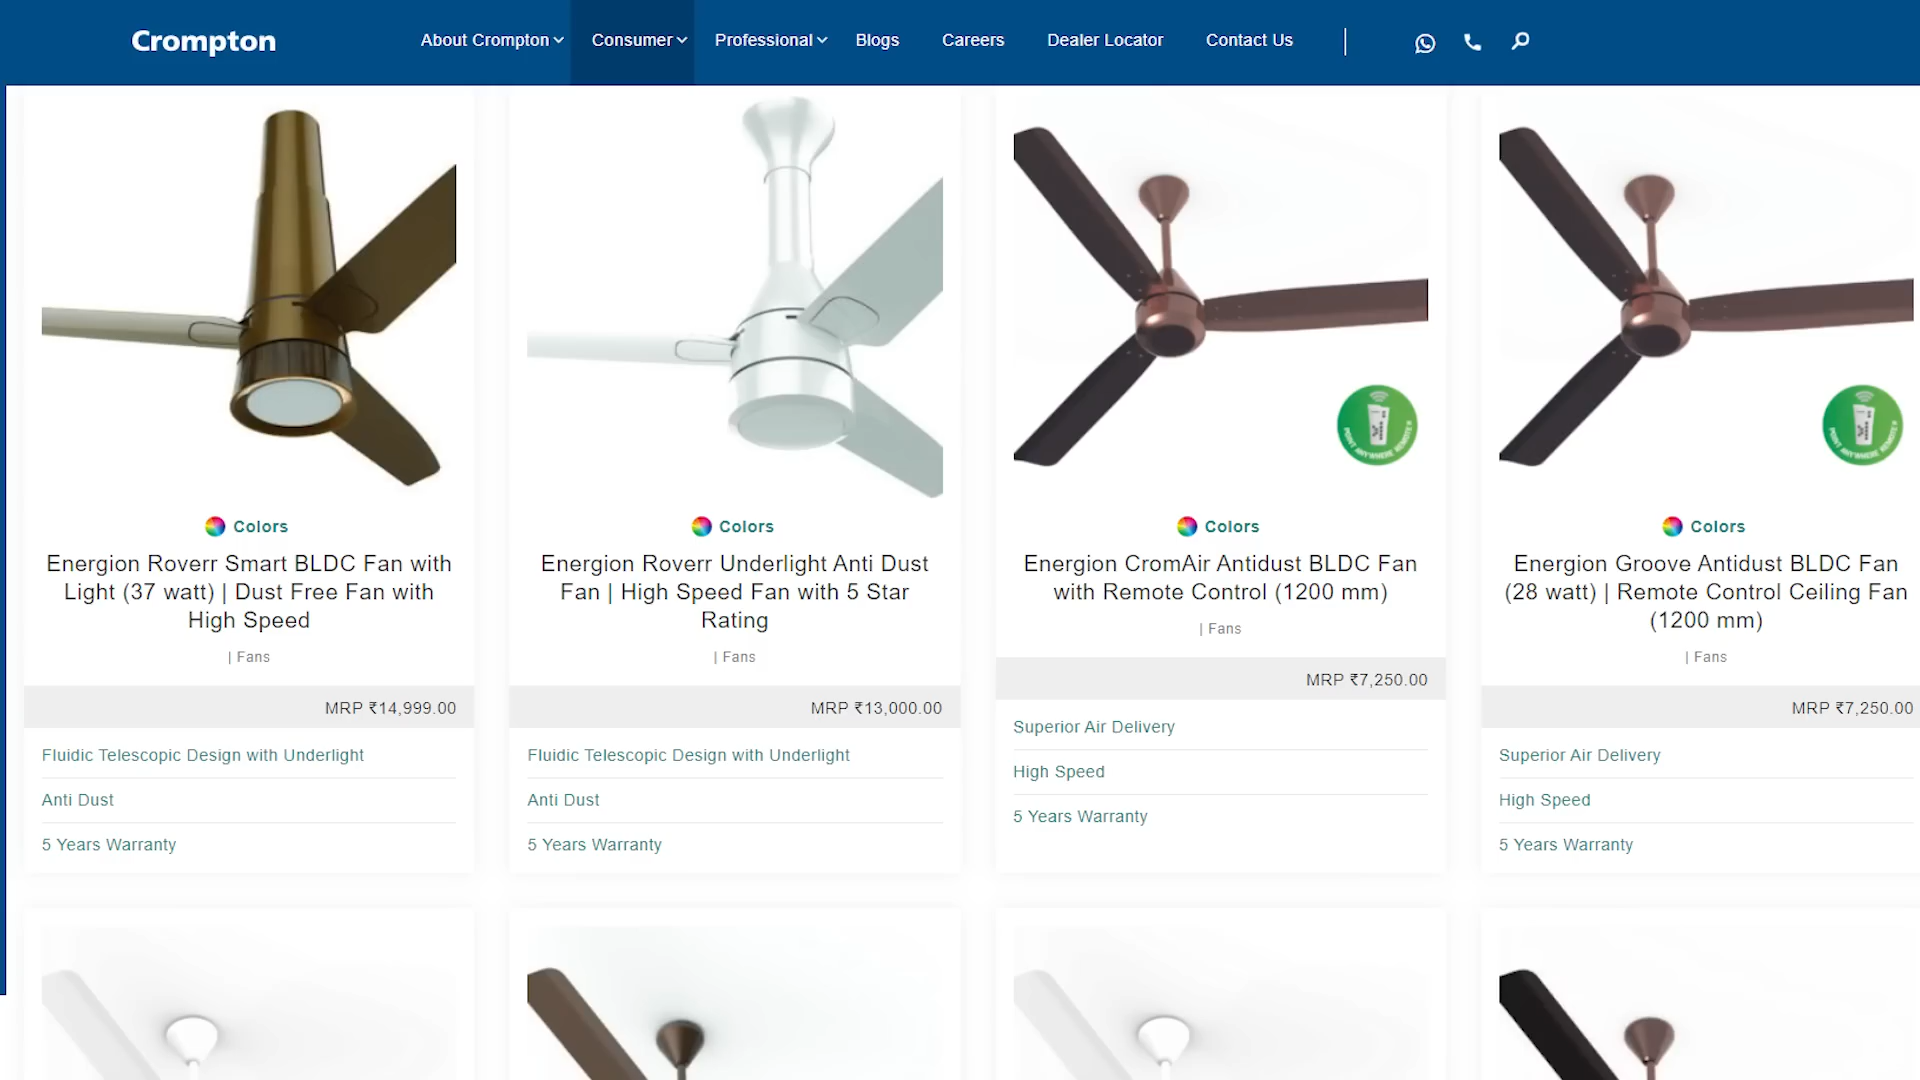 Crompton
About Crompton
Consumer
Professional
Blogs
Careers
Dealer Locator
Contact Us
POINT ANYWHERE REMOTE
POINT ANYWHERE REMOTE
Colors
Energion Roverr Smart BLDC Fan with
Light (37 watt) | Dust Free Fan with
High Speed
| Fans
MRP ₹14,999.00
Fluidic Telescopic Design with Underlight
Anti Dust
5 Years Warranty
Colors
Energion Roverr Underlight Anti Dust
Fan | High Speed Fan with 5 Star
Rating
| Fans
MRP ₹13,000.00
Fluidic Telescopic Design with Underlight
Anti Dust
5 Years Warranty
Colors
Energion CromAir Antidust BLDC Fan
with Remote Control (1200 mm)
| Fans
MRP ₹7,250.00
Superior Air Delivery
High Speed
5 Years Warranty
Colors
Energion Groove Antidust BLDC Fan
(28 watt) | Remote Control Ceiling Fan
(1200 mm)
| Fans
MRP ₹7,250.00
Superior Air Delivery
High Speed
5 Years Warranty